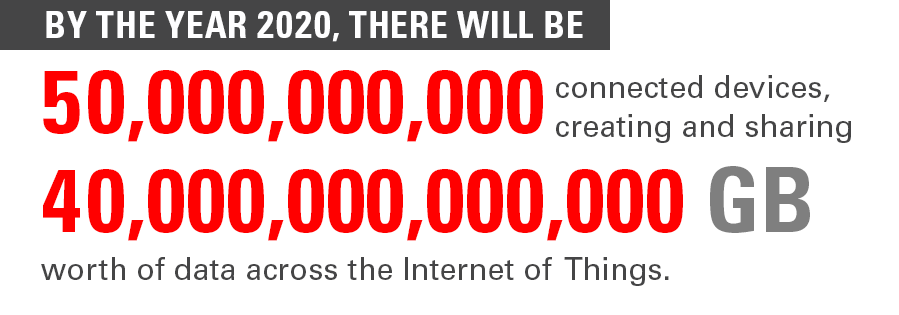 BY THE YEAR 2020, THERE WILL BE
50,000,000,000 connected devices,
creating and sharing
40,000,000,000,000 GB
worth of data across the Internet of Things.